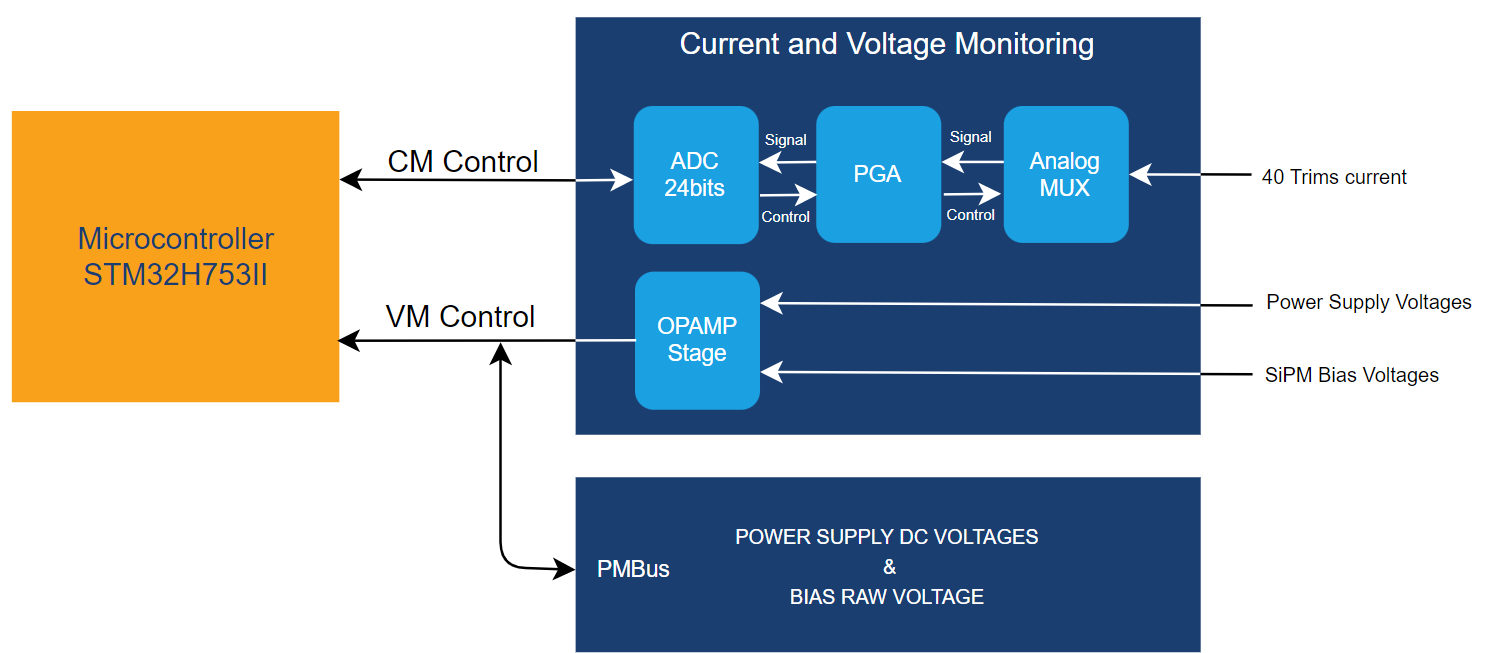 Current and Voltage Monitoring
CM Control
ADC
24bits
Signal
Control
PGA
Signal
Control
Analog
MUX
40 Trims current
Microcontroller
STM32H753II
VM Control
OPAMP
Stage
Power Supply Voltages
SiPM Bias Voltages
PMBus
POWER SUPPLY DC VOLTAGES
&
BIAS RAW VOLTAGE